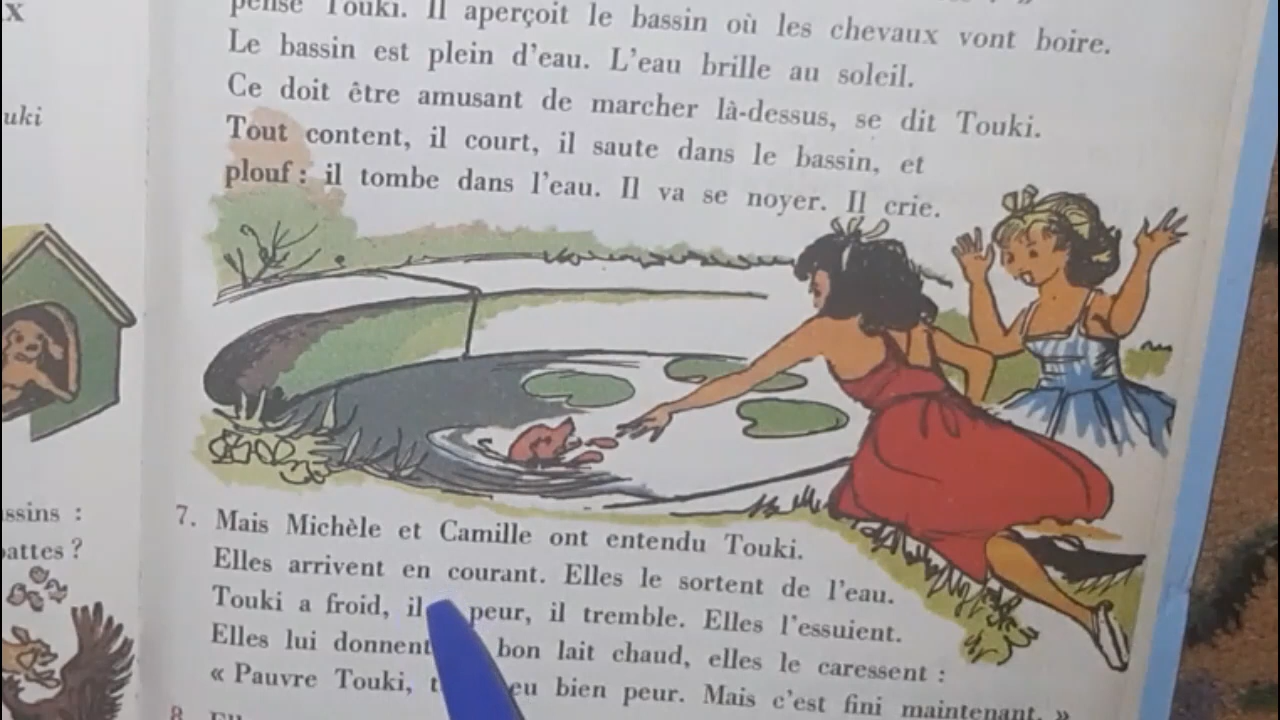 x
pense Touki. Il aperçoit le bassin où les chevaux vont boire.
Le bassin est plein d'eau. L'eau brille au soleil.
Ce doit être amusant de marcher là-dessus, se dit Touki.
Tout content, il court, il saute dans le bassin, et
plouf : il tombe dans l'eau. Il va se noyer. Il crie.
uki
ssins :
attes ?
7. Mais Michèle et Camille ont entendu Touki.
Elles arrivent en courant. Elles le sortent de l'eau.
Touki a froid, il peur, il tremble. Elles l'essuient.
Elles lui donnent bon lait chaud, elles le caressent :
« Pauvre Touki, t eu bien peur. Mais c'est fini maintenant. »
8